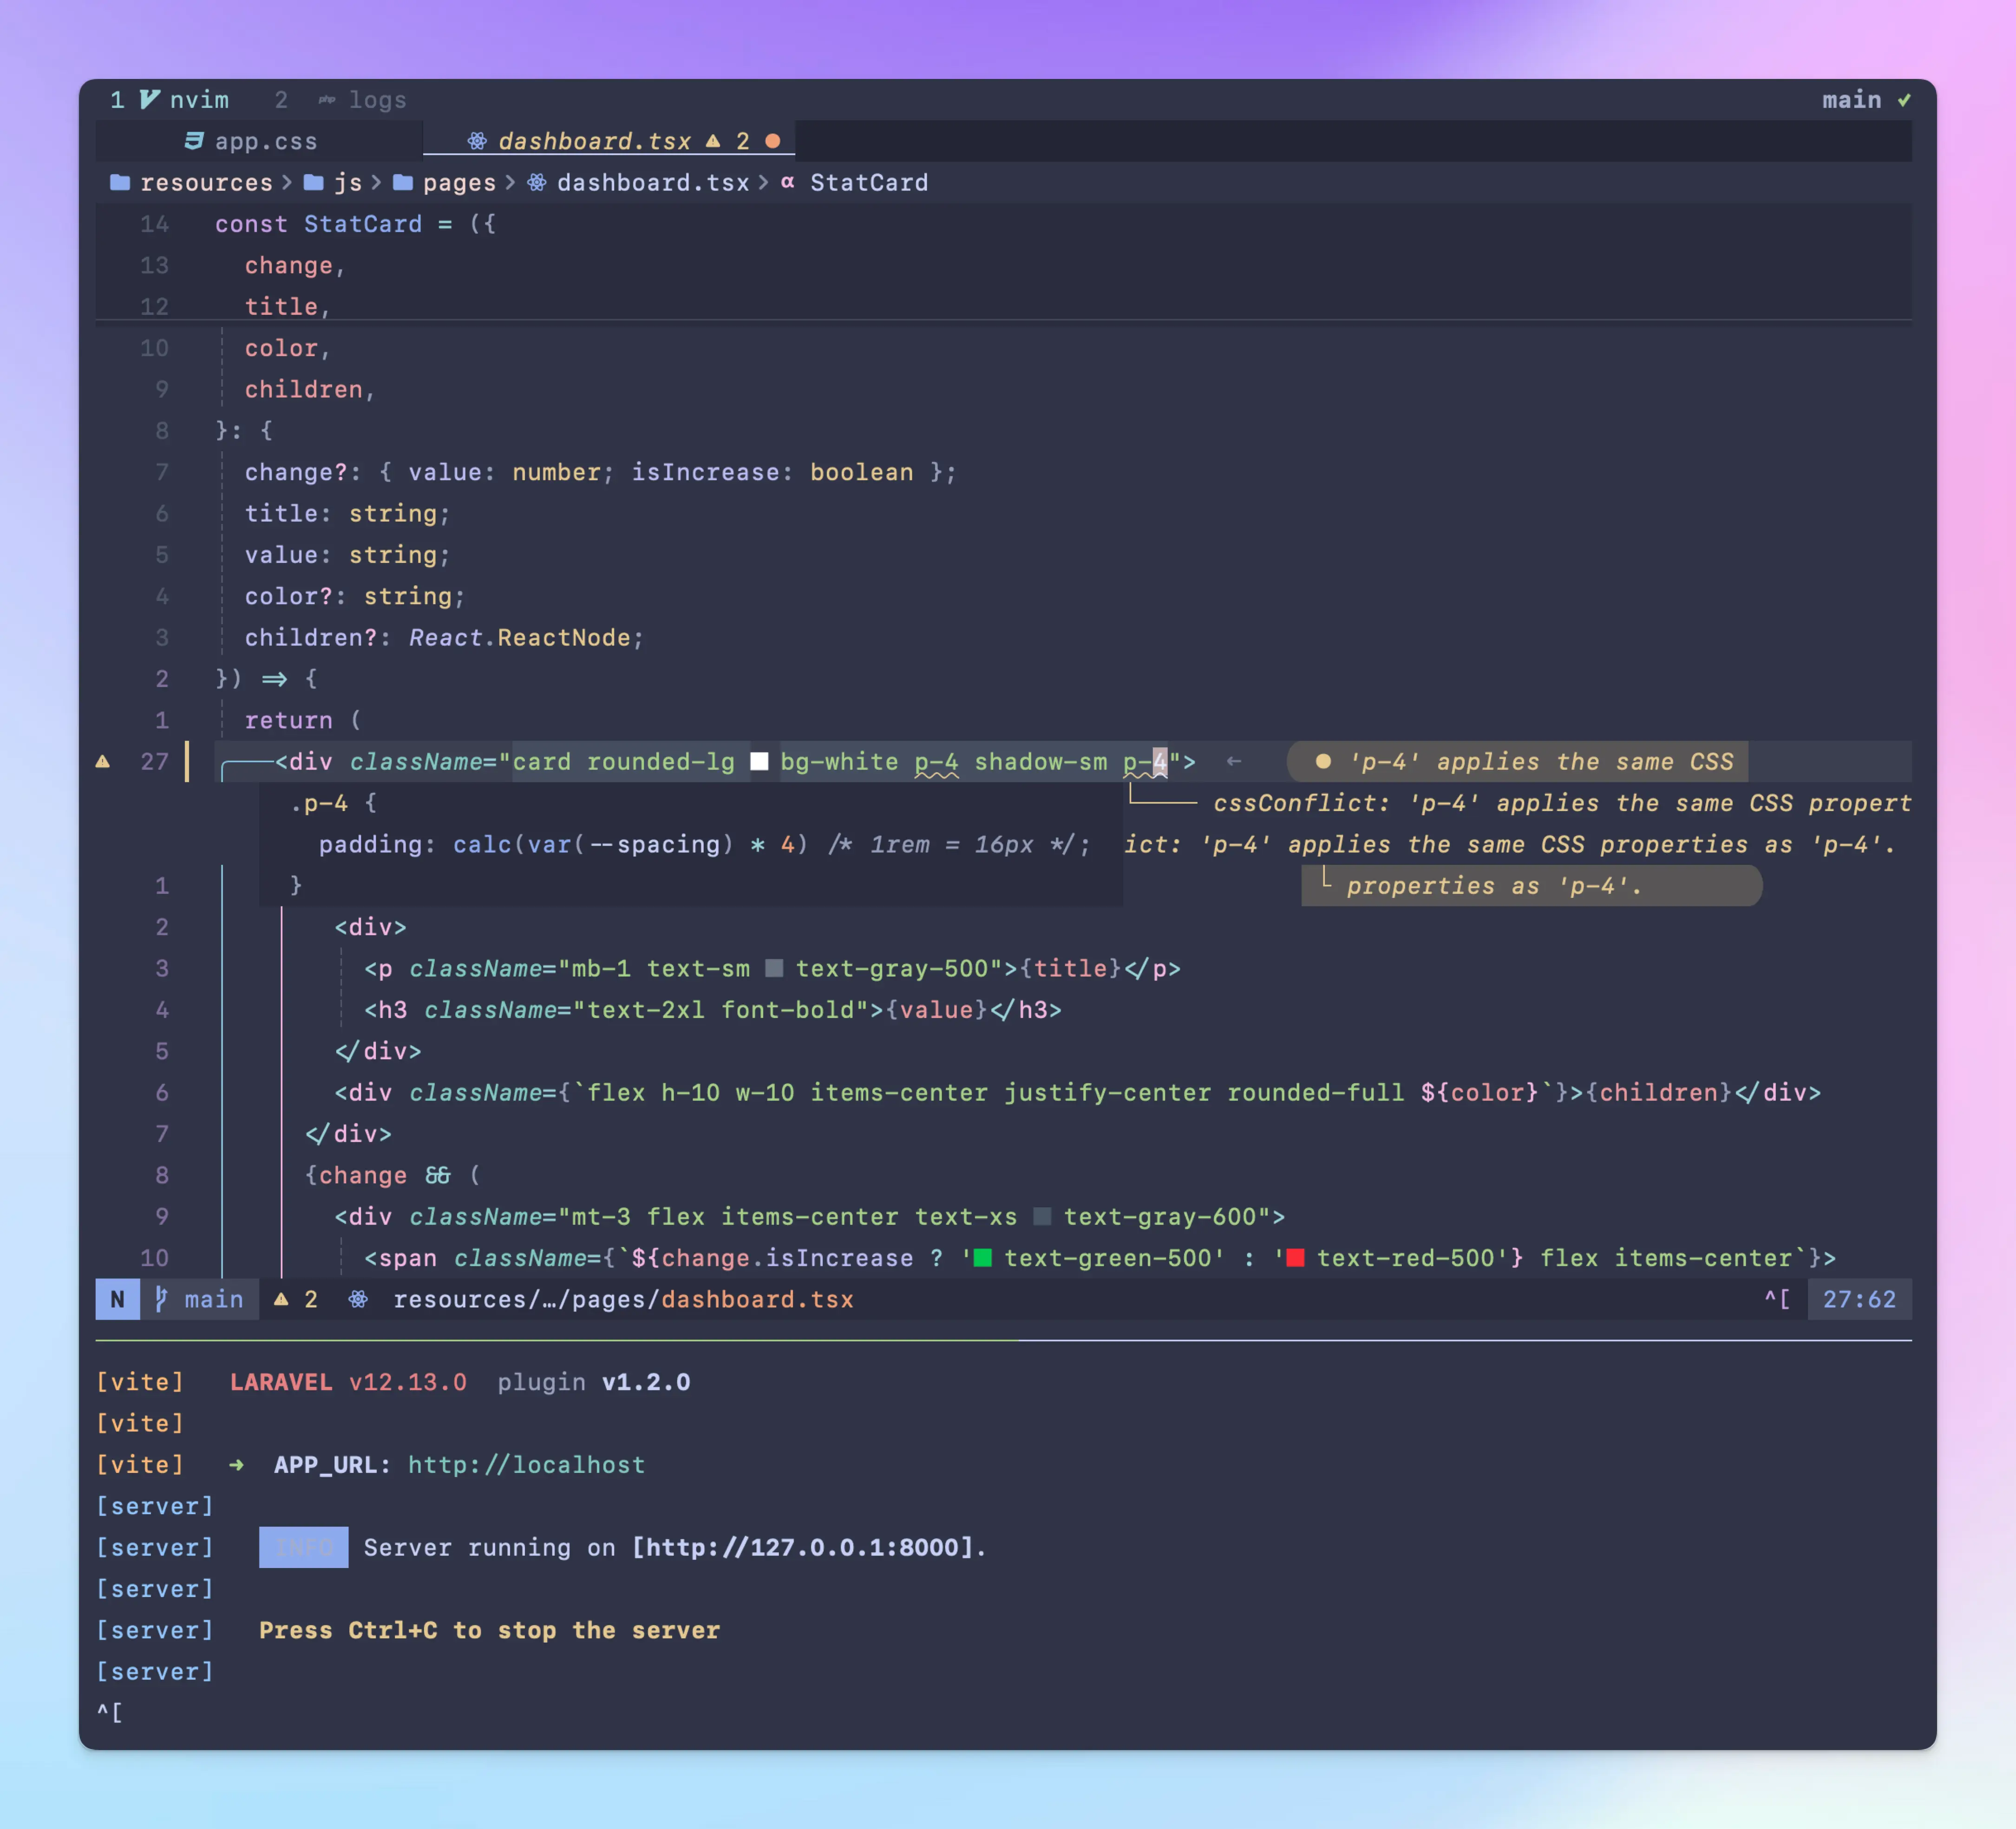 1 nvim 2 php logs main ✓
app.css dashboard.tsx 2 ●
resources > js > pages > dashboard.tsx > α StatCard
14 const StatCard = ({
13 change,
12 title,
10 color,
9 children,
8 }: {
7 change?: { value: number; isIncrease: boolean };
6 title: string;
5 value: string;
4 color?: string;
3 children?: React.ReactNode;
2 }) => {
1 return (
27 <div className="card rounded-lg bg-white p-4 shadow-sm p-4"> ← ● 'p-4' applies the same CSS
.p-4 { cssConflict: 'p-4' applies the same CSS propert
padding: calc(var(--spacing) * 4) /* 1rem = 16px */; ict: 'p-4' applies the same CSS properties as 'p-4'.
1 } properties as 'p-4'.
2 <div>
3 <p className="mb-1 text-sm text-gray-500">{title}</p>
4 <h3 className="text-2xl font-bold">{value}</h3>
5 </div>
6 <div className={`flex h-10 w-10 items-center justify-center rounded-full ${color}`}>{children}</div>
7 </div>
8 {change && (
9 <div className="mt-3 flex items-center text-xs text-gray-600">
10 <span className={`${change.isIncrease ? 'text-green-500' : 'text-red-500'} flex items-center`}>
N main 2 resources/…/pages/dashboard.tsx ^[ 27:62
[vite] LARAVEL v12.13.0 plugin v1.2.0
[vite]
[vite] ➜ APP_URL: http://localhost
[server]
[server] INFO Server running on [http://127.0.0.1:8000].
[server]
[server] Press Ctrl+C to stop the server
[server]
^[